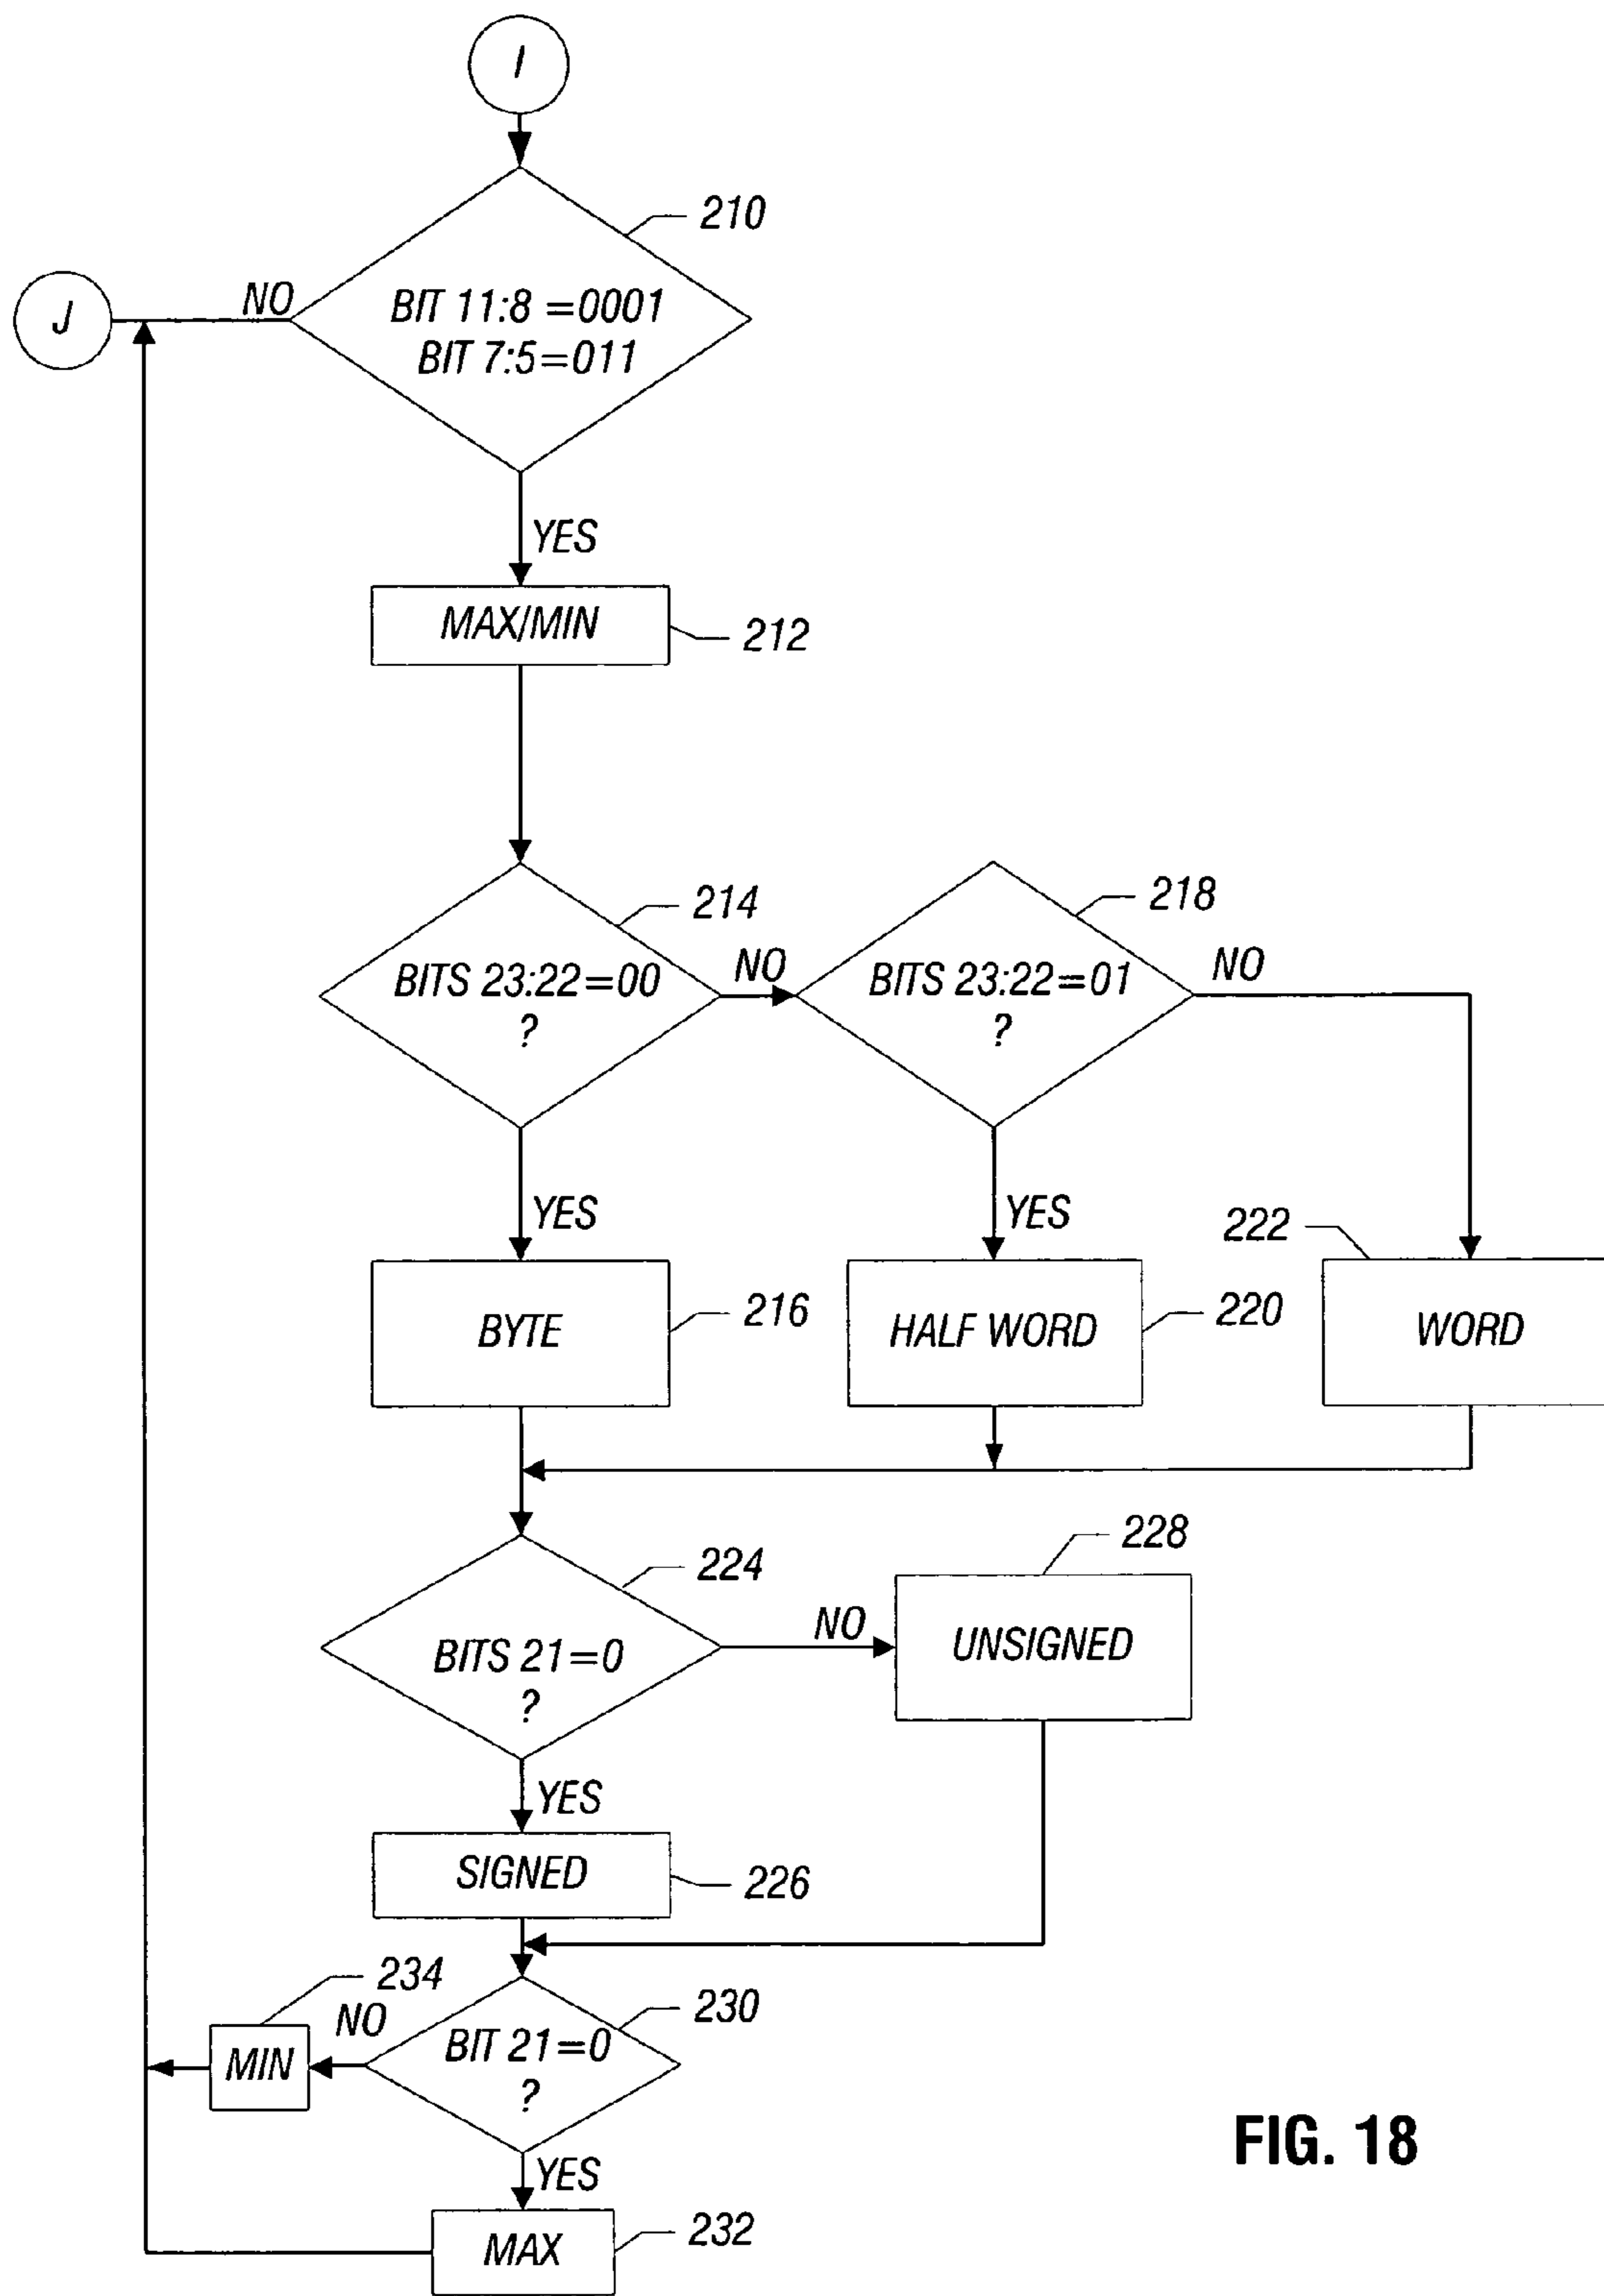 I
210
BIT 11:8 =0001
BIT 7:5=011
NO
J
YES
MAX/MIN
212
214
BITS 23:22=00
?
NO
218
BITS 23:22=01
?
NO
YES
YES
222
BYTE
216
HALF WORD
220
WORD
224
BITS 21=0
?
NO
228
UNSIGNED
YES
SIGNED
226
234
NO
MIN
230
BIT 21=0
?
YES
MAX
232
FIG. 18